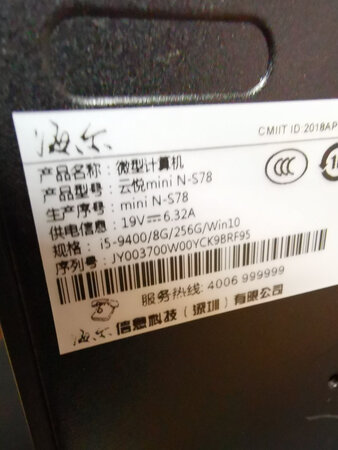 海尔
CMIIT ID:2018AP
产品名称: 微型计算机
产品型号: 云悦mini N-S78
生产序号: mini N-S78
供电信息: 19V⎓6.32A
规格: i5-9400/8G/256G/Win10
序列号: JY003700W00YCK9BRF95
服务热线: 4006 999999
海尔 信息科技（深圳）有限公司